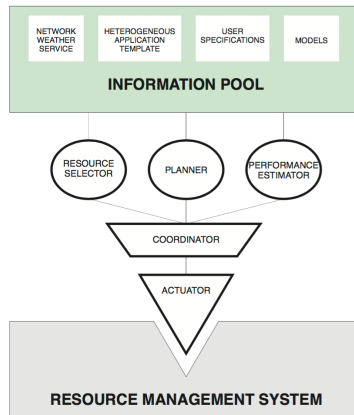 NETWORK
WEATHER
SERVICE
HETEROGENEOUS
APPLICATION
TEMPLATE
USER
SPECIFICATIONS
MODELS
INFORMATION POOL
RESOURCE
SELECTOR
PLANNER
PERFORMANCE
ESTIMATOR
COORDINATOR
ACTUATOR
RESOURCE MANAGEMENT SYSTEM